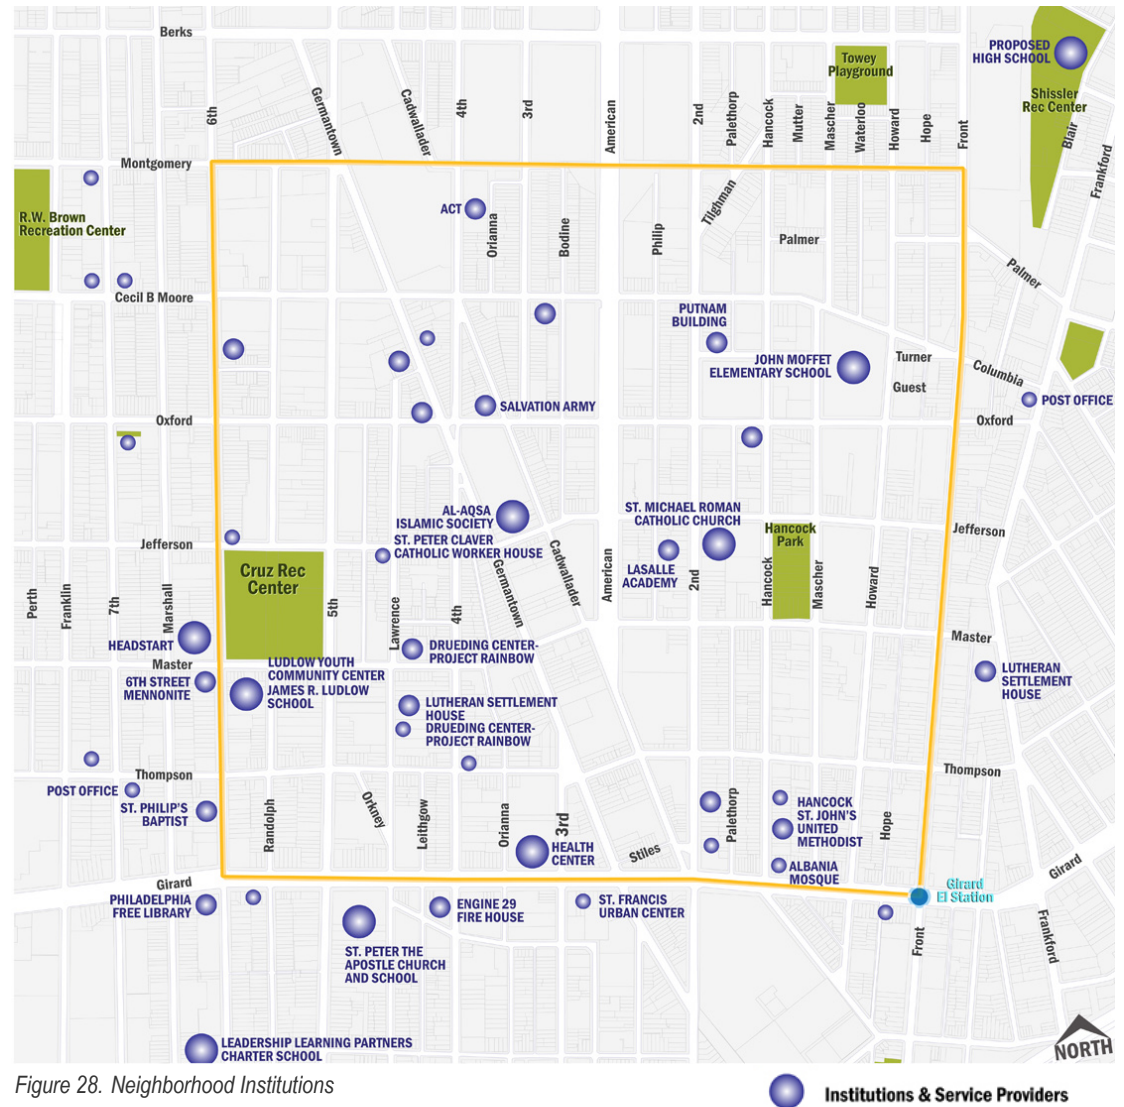 Berks
6th
Germantown
Cadwallader
4th
3rd
American
2nd
Palethorp
Hancock
Mutter
Mascher
Towey
Playground
Waterloo
Howard
Hope
Front
PROPOSED
HIGH SCHOOL
Shissler
Rec Center
Blair
Frankford
Montgomery
R.W. Brown
Recreation Center
ACT
Orianna
Bodine
Philip
Tilghman
Palmer
Palmer
Cecil B Moore
PUTNAM
BUILDING
JOHN MOFFET
ELEMENTARY SCHOOL
Turner
Guest
Columbia
POST OFFICE
Oxford
SALVATION ARMY
Oxford
AL-AQSA
ISLAMIC SOCIETY
ST. PETER CLAVER
CATHOLIC WORKER HOUSE
ST. MICHAEL ROMAN
CATHOLIC CHURCH
LASALLE
ACADEMY
Hancock
Park
Jefferson
Jefferson
Cruz Rec
Center
Perth
Franklin
7th
Marshall
5th
Lawrence
4th
Germantown
Cadwallader
American
2nd
Hancock
Mascher
Howard
HEADSTART
Master
Master
DRUEDING CENTER-
PROJECT RAINBOW
LUDLOW YOUTH
COMMUNITY CENTER
JAMES R. LUDLOW
SCHOOL
6TH STREET
MENNONITE
LUTHERAN SETTLEMENT
HOUSE
DRUEDING CENTER-
PROJECT RAINBOW
LUTHERAN
SETTLEMENT
HOUSE
Thompson
Thompson
POST OFFICE
ST. PHILIP'S
BAPTIST
Randolph
Orkney
Leithgow
Orianna
3rd
HEALTH
CENTER
Stiles
Palethorp
HANCOCK
ST. JOHN'S
UNITED
METHODIST
ALBANIA
MOSQUE
Hope
Girard
Girard
Girard
El Station
PHILADELPHIA
FREE LIBRARY
ENGINE 29
FIRE HOUSE
ST. FRANCIS
URBAN CENTER
Front
Frankford
ST. PETER THE
APOSTLE CHURCH
AND SCHOOL
LEADERSHIP LEARNING PARTNERS
CHARTER SCHOOL
NORTH
Figure 28. Neighborhood Institutions
Institutions & Service Providers